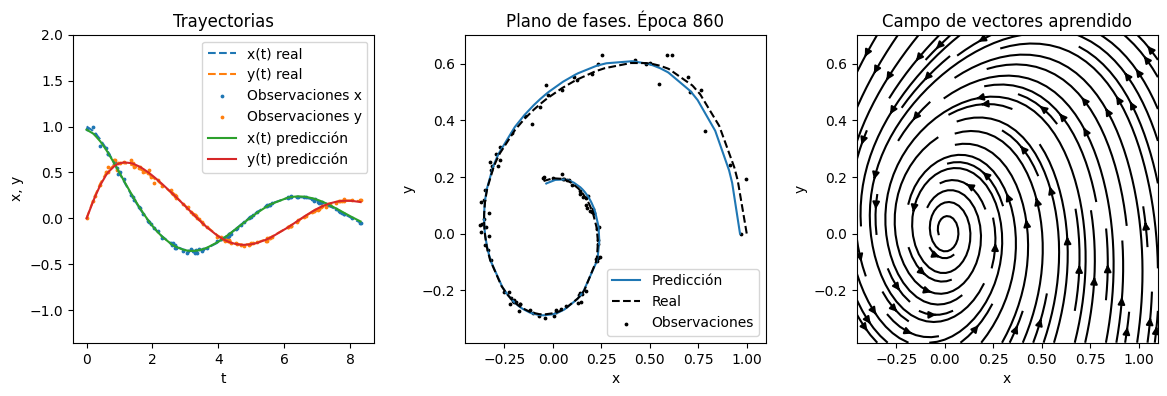 Trayectorias
2.0
1.5
1.0
0.5
0.0
−0.5
−1.0
x, y
0
2
4
6
8
t
x(t) real
y(t) real
Observaciones x
Observaciones y
x(t) predicción
y(t) predicción
Plano de fases. Época 860
0.6
0.4
0.2
0.0
−0.2
y
−0.25
0.00
0.25
0.50
0.75
1.00
x
Predicción
Real
Observaciones
Campo de vectores aprendido
0.6
0.4
0.2
0.0
−0.2
y
−0.25
0.00
0.25
0.50
0.75
1.00
x